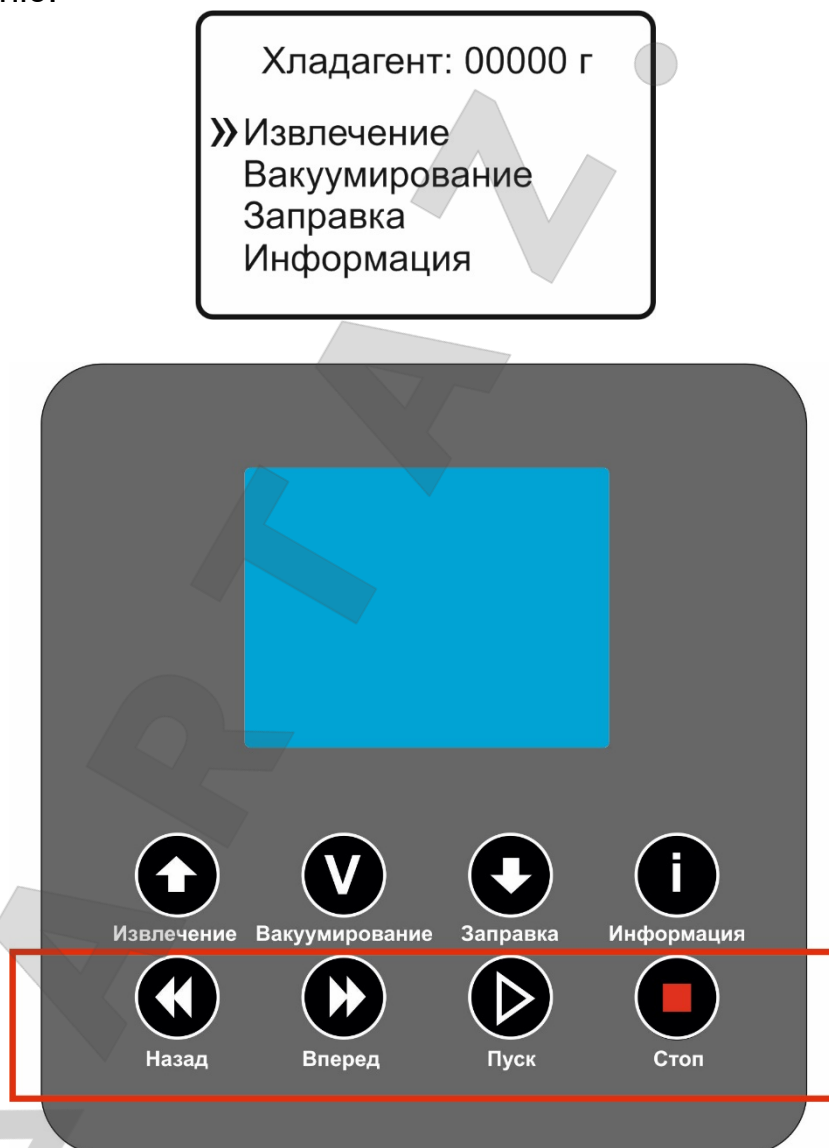 Хладагент: 00000 г
»Извлечение
Вакуумирование
Заправка
Информация
V
i
Извлечение Вакуумирование Заправка Информация
Назад Вперед Пуск Стоп